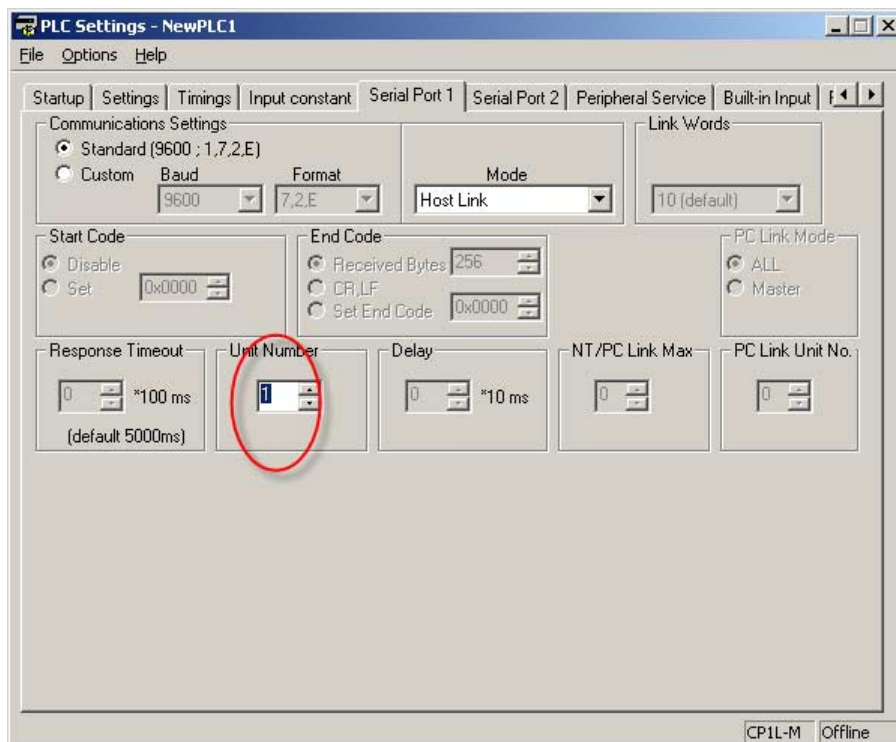 PLC Settings - NewPLC1
File Options Help
Startup Settings Timings Input constant Serial Port 1 Serial Port 2 Peripheral Service Built-in Input
Communications Settings
Link Words
Standard (9600 ; 1,7,2,E)
Custom Baud Format Mode
9600 7,2,E Host Link 10 (default)
Start Code End Code PC Link Mode
Disable Received Bytes 256 ALL
Set 0x0000 CR,LF Master
Set End Code 0x0000
Response Timeout Unit Number Delay NT/PC Link Max PC Link Unit No.
0 *100 ms 1 0 *10 ms 0 0
(default 5000ms)
CP1L-M Offline